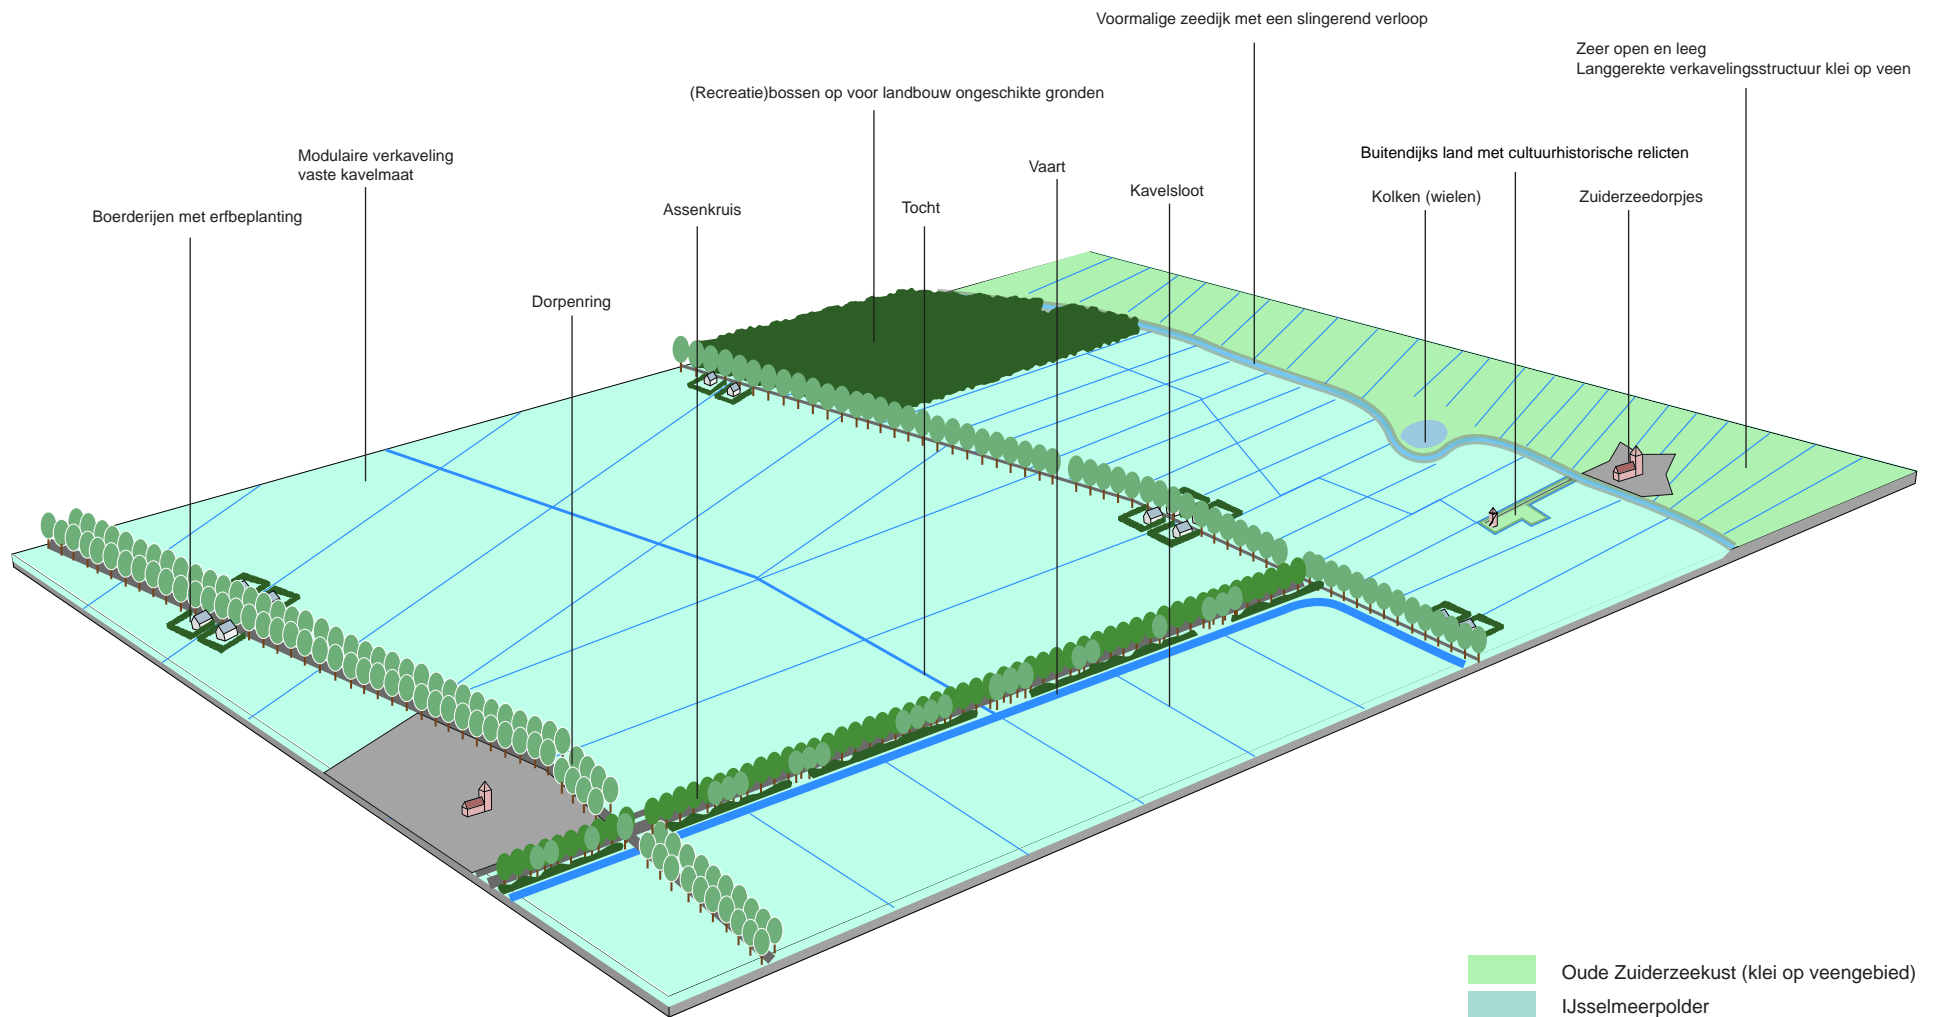 Voormalige zeedijk met een slingerend verloop
Zeer open en leeg
Langgerekte verkavelingsstructuur klei op veen
(Recreatie)bossen op voor landbouw ongeschikte gronden
Modulaire verkaveling
vaste kavelmaat
Buitendijks land met cultuurhistorische relicten
Vaart
Kavelsloot
Kolken (wielen)
Zuiderzeedorpjes
Boerderijen met erfbeplanting
Assenkruis
Tocht
Dorpenring
Oude Zuiderzeekust (klei op veengebied)
IJsselmeerpolder